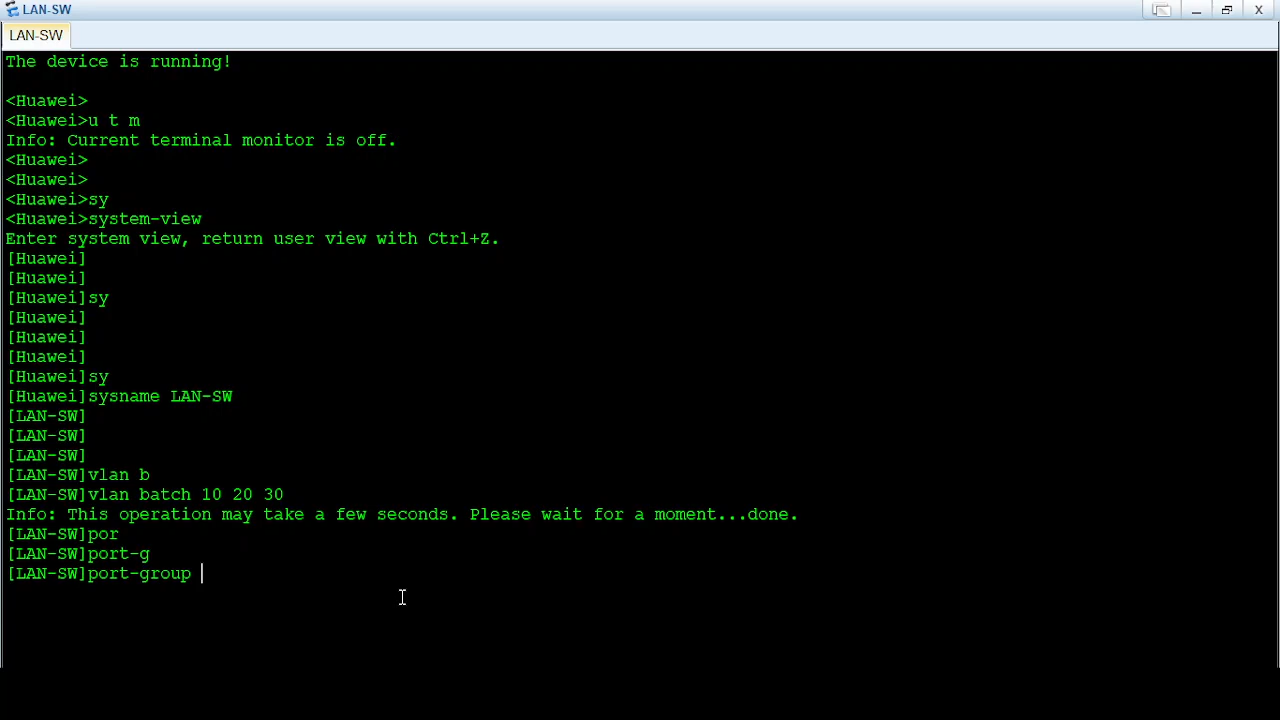 LAN-SW
LAN-SW
The device is running!
<Huawei>
<Huawei>u t m
Info: Current terminal monitor is off.
<Huawei>
<Huawei>
<Huawei>sy
<Huawei>system-view
Enter system view, return user view with Ctrl+Z.
[Huawei]
[Huawei]
[Huawei]sy
[Huawei]
[Huawei]
[Huawei]
[Huawei]sy
[Huawei]sysname LAN-SW
[LAN-SW]
[LAN-SW]
[LAN-SW]
[LAN-SW]vlan b
[LAN-SW]vlan batch 10 20 30
Info: This operation may take a few seconds. Please wait for a moment...done.
[LAN-SW]por
[LAN-SW]port-g
[LAN-SW]port-group